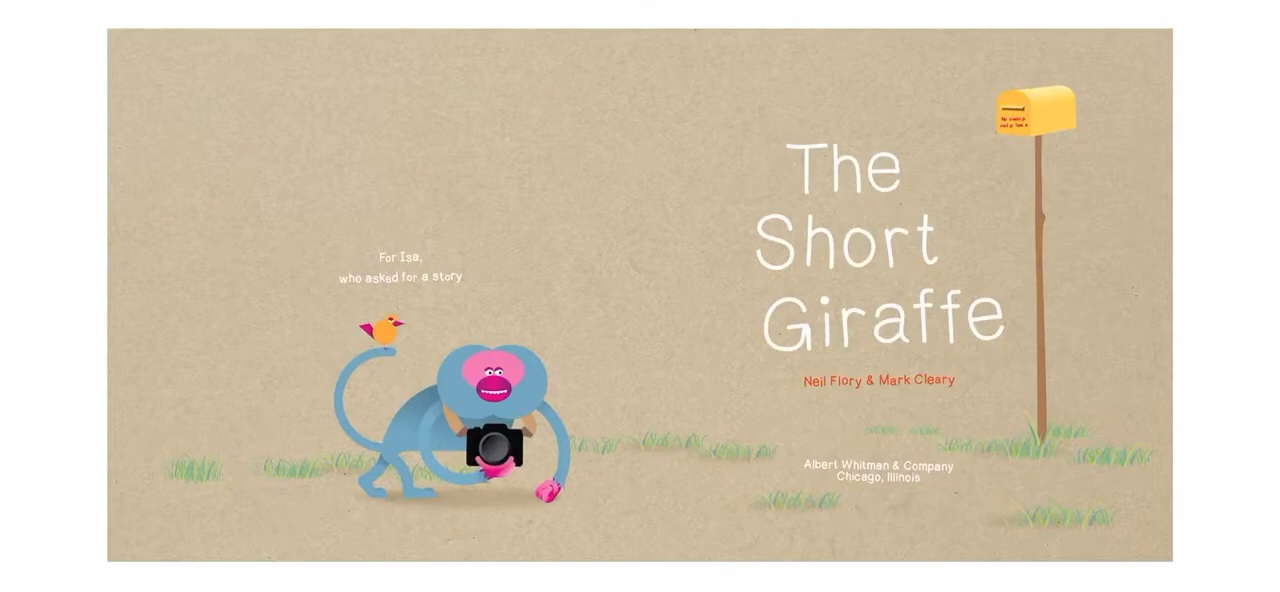 For Isa,
who asked for a story
The
Short
Giraffe
Neil Flory & Mark Cleary
Albert Whitman & Company
Chicago, Illinois